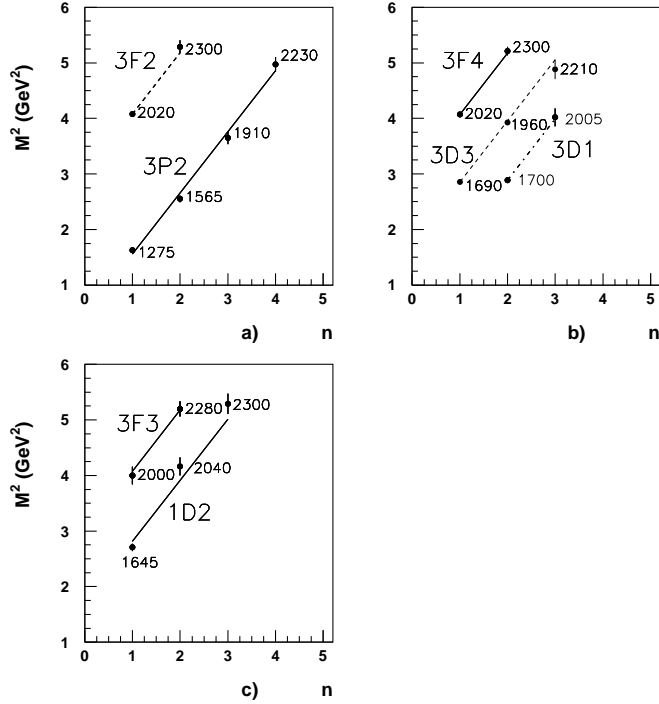 M² (GeV²)
6
5
4
3
2
1
0 1 2 3 4 5
3F2
2300
2020
2230
3P2
1910
1565
1275
a) n
6
5
4
3
2
1
0 1 2 3 4 5
3F4
2300
2020
2210
1960
2005
3D3
3D1
1690
1700
b) n
M² (GeV²)
6
5
4
3
2
1
0 1 2 3 4 5
3F3
2280
2300
2000
2040
1D2
1645
c) n